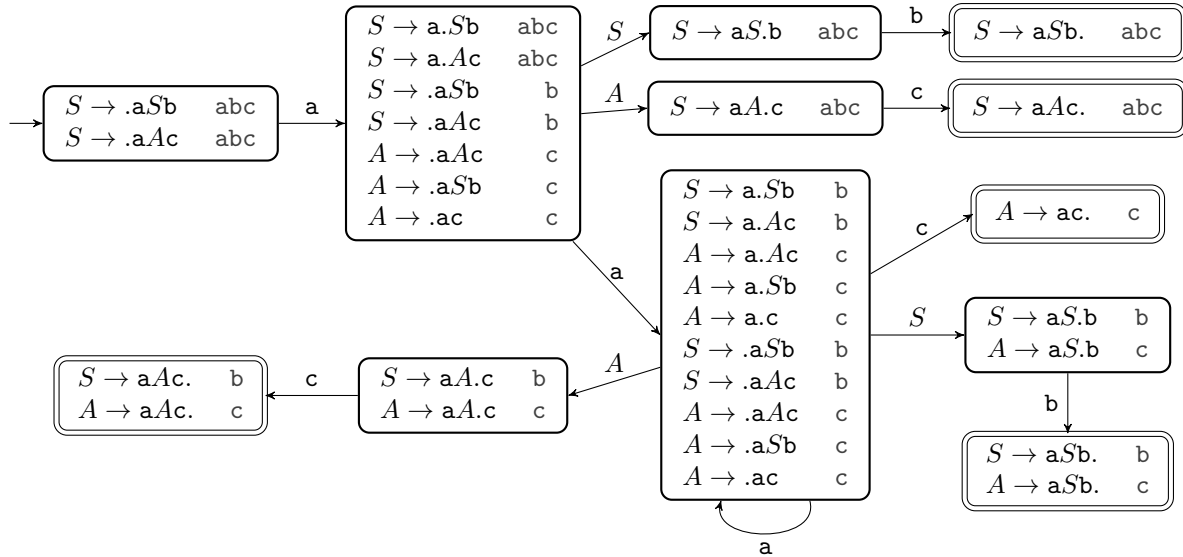 S → .aSb abc
S → .aAc abc
a
S → a.Sb abc
S → a.Ac abc
S → .aSb b
S → .aAc b
A → .aAc c
A → .aSb c
A → .ac c
S
S → aS.b abc
b
S → aSb. abc
A
S → aA.c abc
c
S → aAc. abc
a
S → a.Sb b
S → a.Ac b
A → a.Ac c
A → a.Sb c
A → a.c c
S → .aSb b
S → .aAc b
A → .aAc c
A → .aSb c
A → .ac c
a
c
A → ac. c
S
S → aS.b b
A → aS.b c
b
S → aSb. b
A → aSb. c
A
S → aA.c b
A → aA.c c
c
S → aAc. b
A → aAc. c